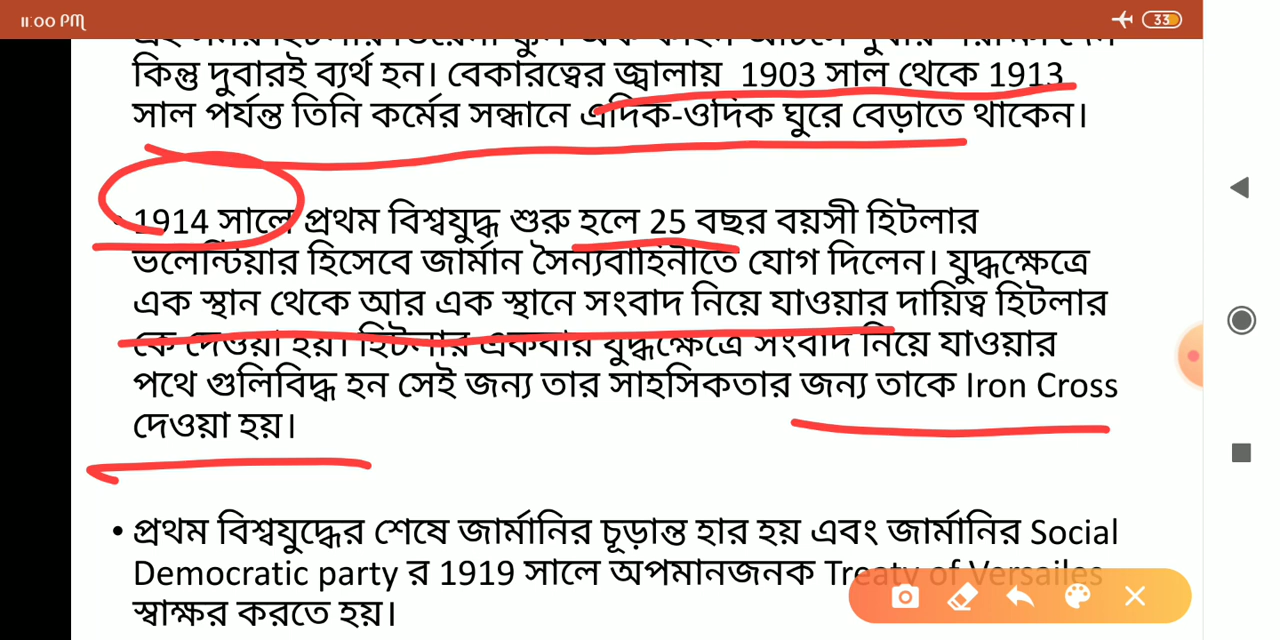 11:00 PM
33
কিন্তু দুবারই ব্যর্থ হন। বেকারত্বের জ্বালায় 1903 সাল থেকে 1913
সাল পর্যন্ত তিনি কর্মের সন্ধানে এদিক-ওদিক ঘুরে বেড়াতে থাকেন।
• 1914 সালে প্রথম বিশ্বযুদ্ধ শুরু হলে 25 বছর বয়সী হিটলার
ভলেন্টিয়ার হিসেবে জার্মান সৈন্যবাহিনীতে যোগ দিলেন। যুদ্ধক্ষেত্রে
এক স্থান থেকে আর এক স্থানে সংবাদ নিয়ে যাওয়ার দায়িত্ব হিটলার
কে দেওয়া হয়। হিটলার একবার যুদ্ধক্ষেত্রে সংবাদ নিয়ে যাওয়ার
পথে গুলিবিদ্ধ হন সেই জন্য তার সাহসিকতার জন্য তাকে Iron Cross
দেওয়া হয়।
• প্রথম বিশ্বযুদ্ধের শেষে জার্মানির চূড়ান্ত হার হয় এবং জার্মানির Social
Democratic party র 1919 সালে অপমানজনক Treaty of Versailes
স্বাক্ষর করতে হয়।